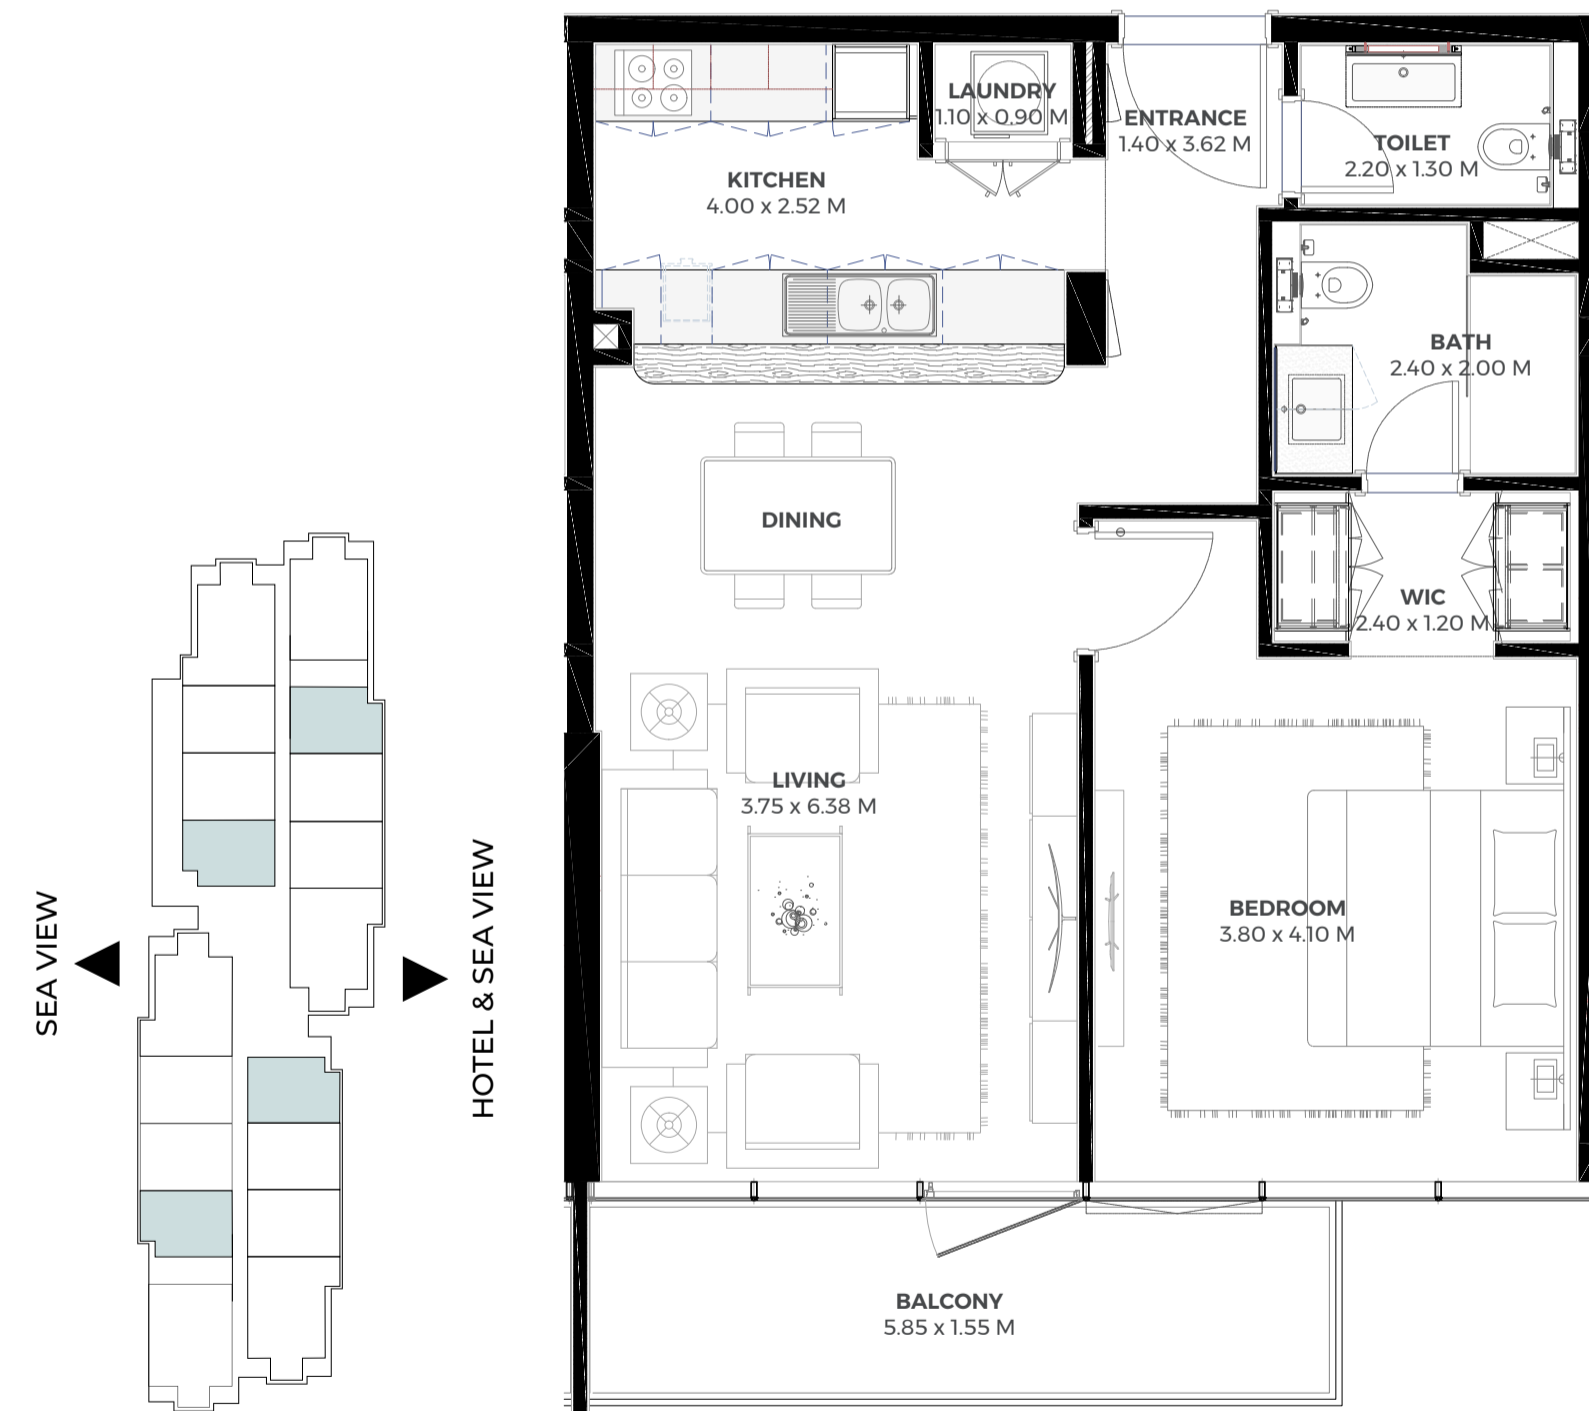 LAUNDRY
1.10 x 0.90 M
ENTRANCE
1.40 x 3.62 M
TOILET
2.20 x 1.30 M
KITCHEN
4.00 x 2.52 M
BATH
2.40 x 2.00 M
DINING
WIC
2.40 x 1.20 M
LIVING
3.75 x 6.38 M
BEDROOM
3.80 x 4.10 M
BALCONY
5.85 x 1.55 M
SEA VIEW
HOTEL & SEA VIEW